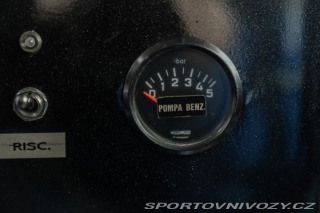 bar
0 1 2 3 4 5
POMPA BENZ.
RISC.
SPORTOVNIVOZY.CZ